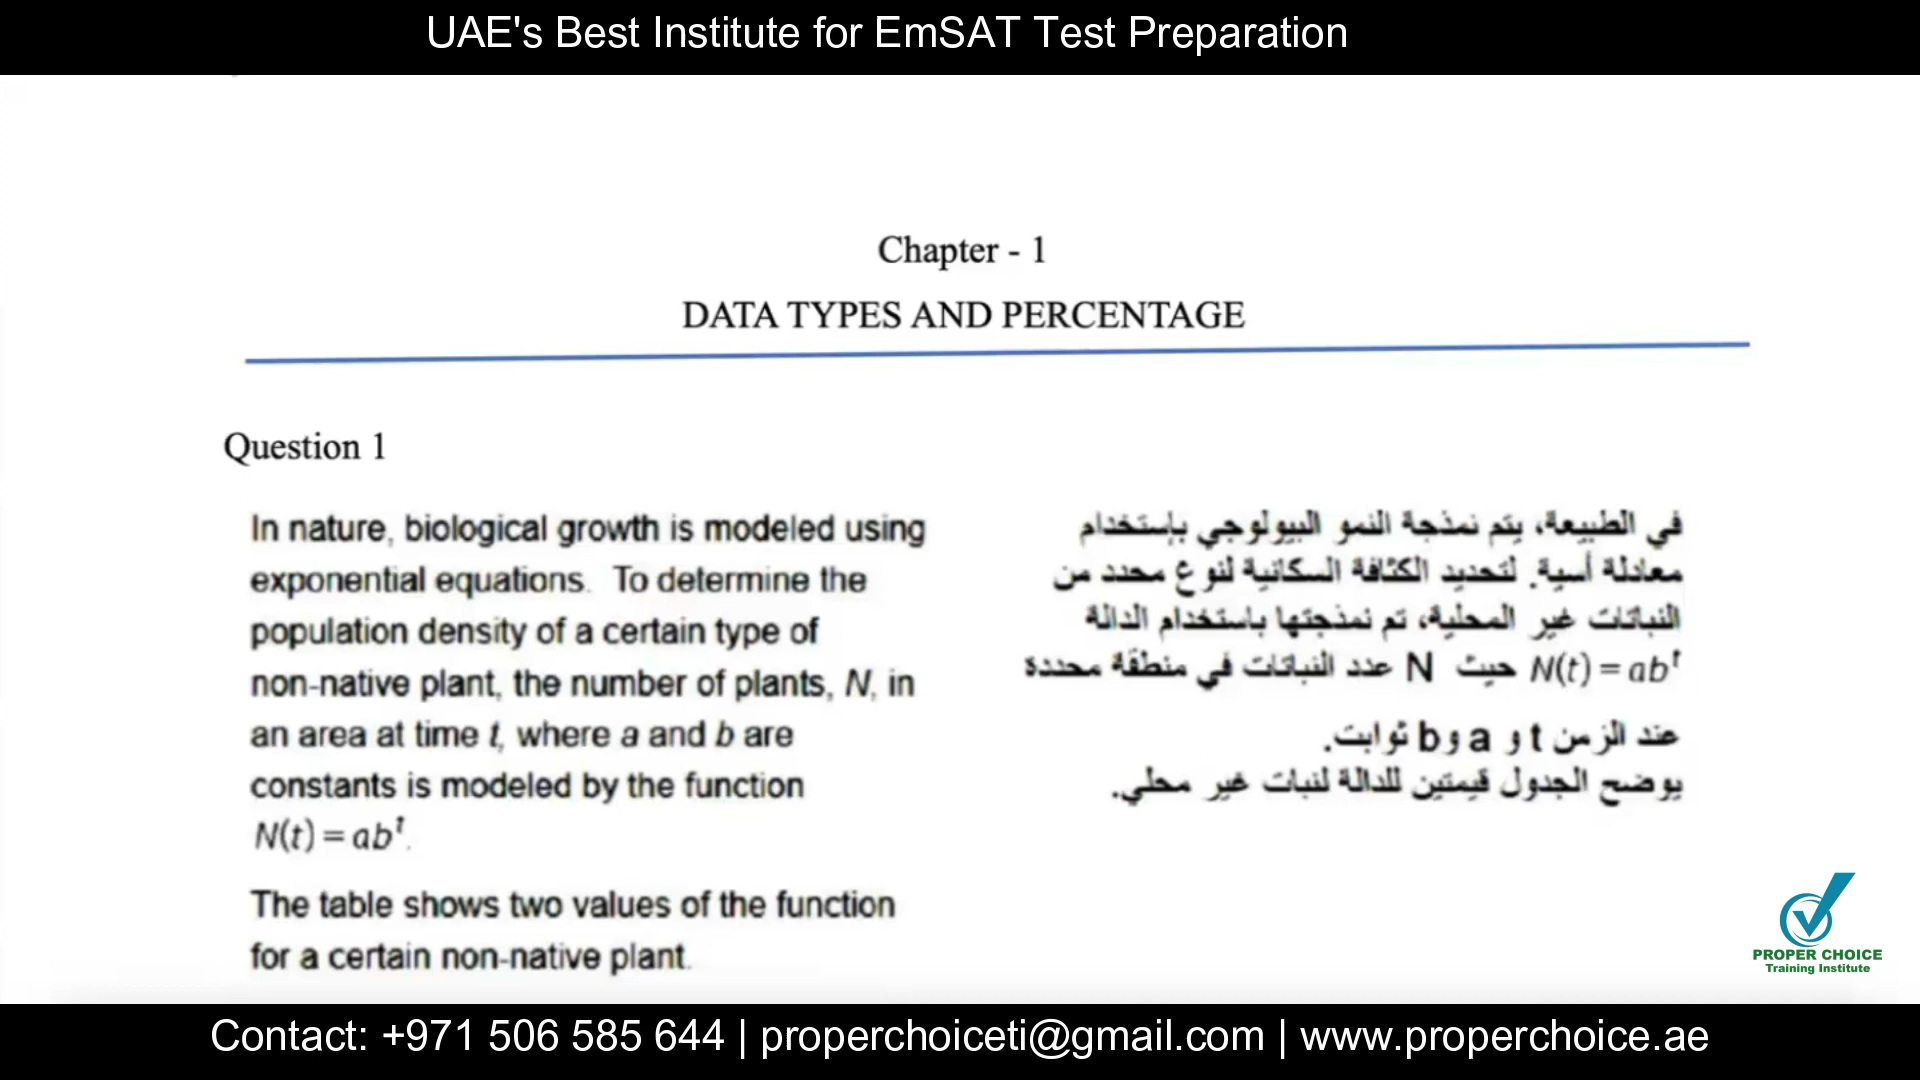 UAE's Best Institute for EmSAT Test Preparation
Chapter - 1
DATA TYPES AND PERCENTAGE
Question 1
In nature, biological growth is modeled using
exponential equations. To determine the
population density of a certain type of
non-native plant, the number of plants, N, in
an area at time t, where a and b are
constants is modeled by the function
N(t) = abᵗ.
The table shows two values of the function
for a certain non-native plant.
في الطبيعة، يتم نمذجة النمو البيولوجي بإستخدام
معادلة أسية. لتحديد الكثافة السكانية لنوع محدد من
النباتات غير المحلية، تم نمذجتها باستخدام الدالة
N(t) = abᵗ حيث N عدد النباتات في منطقة محددة
عند الزمن t و a و b ثوابت.
يوضح الجدول قيمتين للدالة لنبات غير محلي.
PROPER CHOICE
Training Institute
Contact: +971 506 585 644 | properchoiceti@gmail.com | www.properchoice.ae